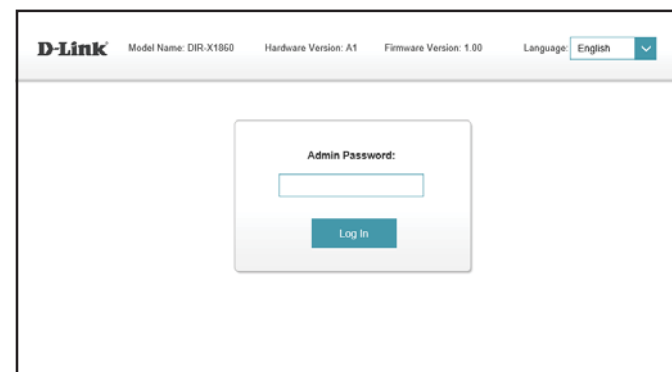 D-Link Model Name: DIR-X1860 Hardware Version: A1 Firmware Version: 1.00 Language: English
Admin Password:
Log In